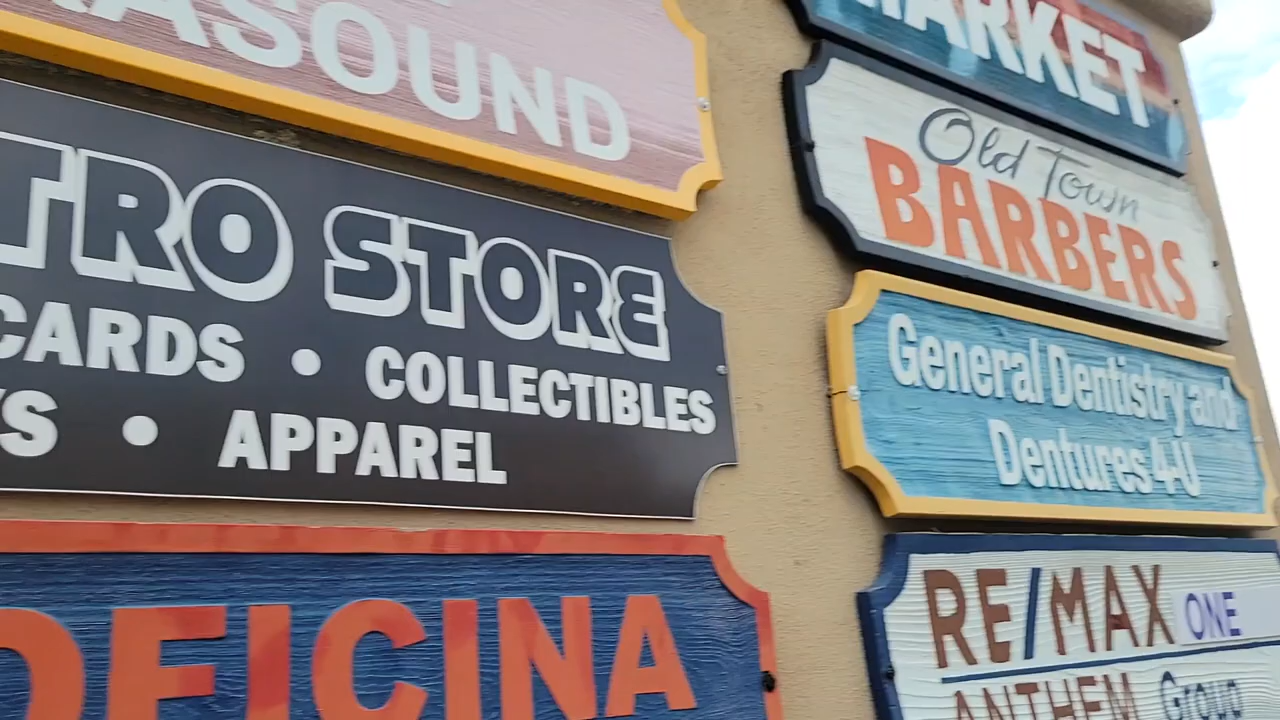 ASOUND
TRO STORE
CARDS • COLLECTIBLES
S • APPAREL
OFICINA
MARKET
Old Town
BARBERS
General Dentistry and
Dentures 4-U
RE/MAX ONE
ANTHEM Group